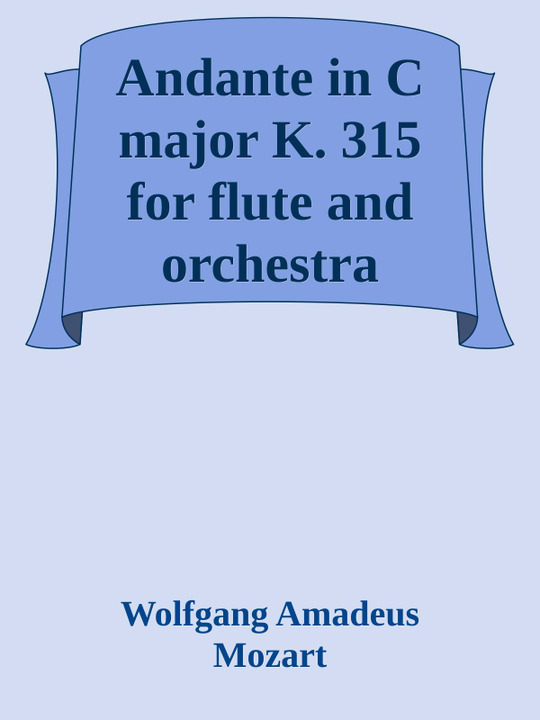 Andante in C
major K. 315
for flute and
orchestra
Wolfgang Amadeus
Mozart